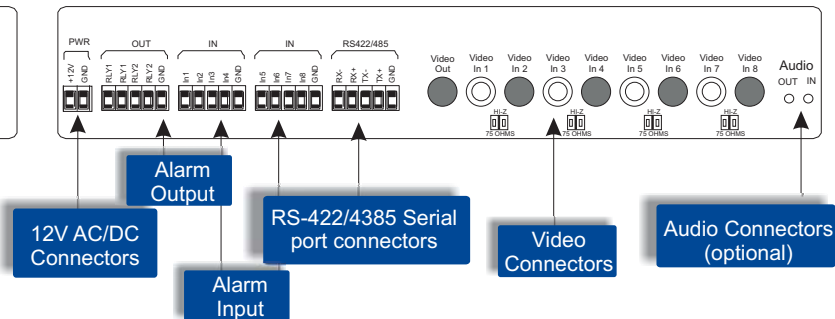 PWR OUT IN IN RS422/485
+12V GND RLY1 RLY1 RLY2 RLY2 GND In1 In2 In3 In4 GND In5 In6 In7 In8 GND RX- RX+ TX- TX+ GND
Video Out
Video In 1
Video In 2
Video In 3
Video In 4
Video In 5
Video In 6
Video In 7
Video In 8
Audio
OUT IN
HI-Z HI-Z HI-Z HI-Z
75 OHMS 75 OHMS 75 OHMS 75 OHMS
Alarm
Output
12V AC/DC
Connectors
RS-422/4385 Serial
port connectors
Video
Connectors
Audio Connectors
(optional)
Alarm
Input